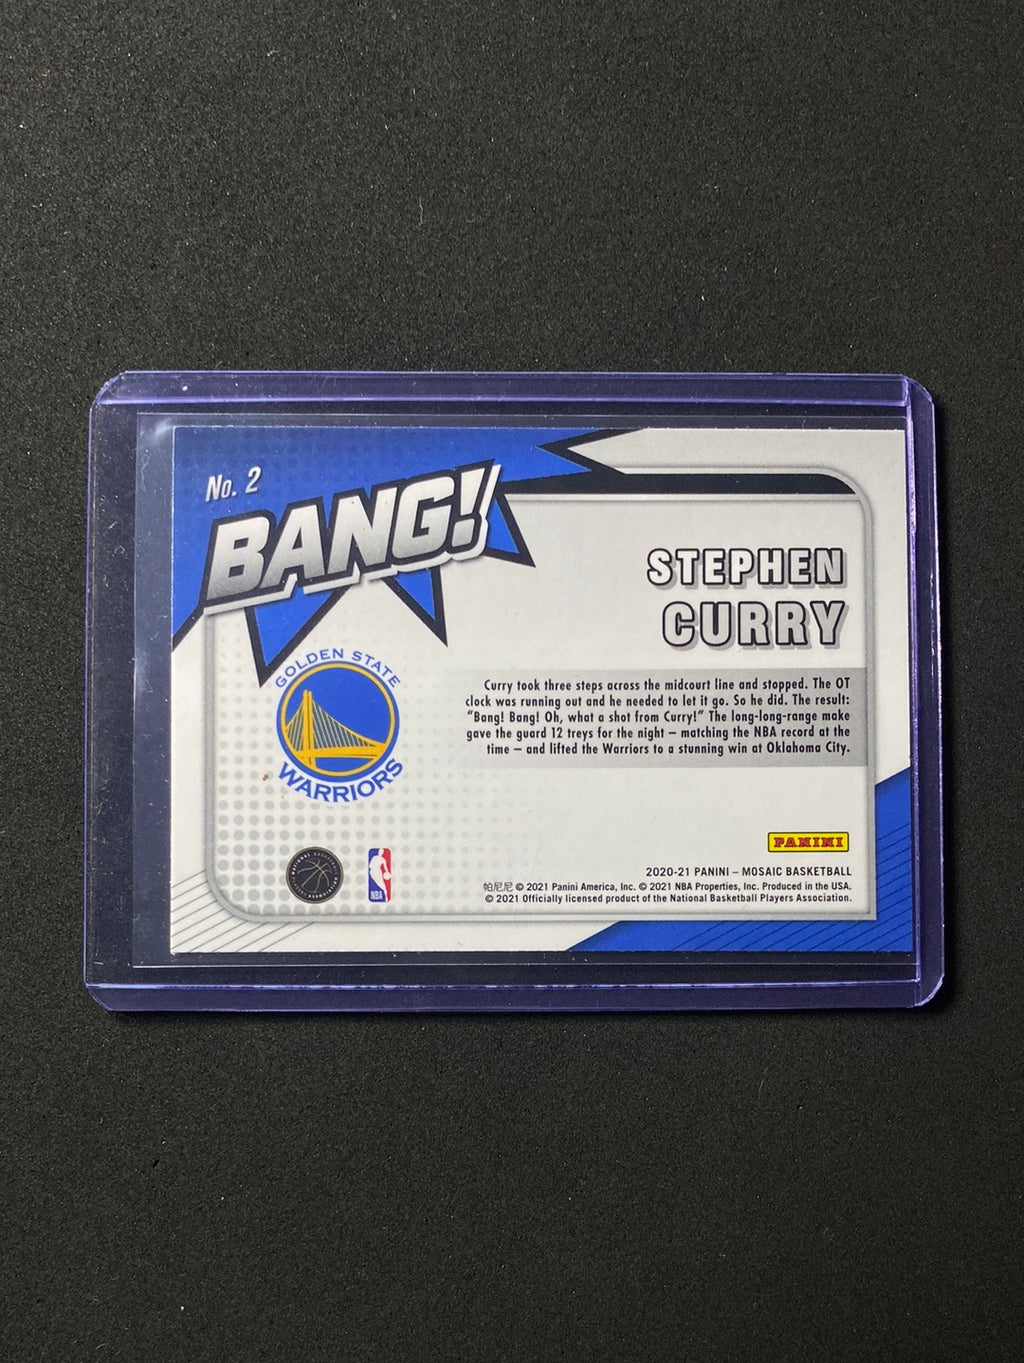 No. 2
BANG!
STEPHEN
CURRY
GOLDEN STATE
WARRIORS
Curry took three steps across the midcourt line and stopped. The OT
clock was running out and he needed to let it go. So he did. The result:
“Bang! Bang! Oh, what a shot from Curry!” The long-long-range make
gave the guard 12 treys for the night – matching the NBA record at the
time – and lifted the Warriors to a stunning win at Oklahoma City.
PANINI
NBA
2020-21 PANINI – MOSAIC BASKETBALL
帕尼尼 © 2021 Panini America, Inc. © 2021 NBA Properties, Inc. Produced in the USA.
© 2021 Officially licensed product of the National Basketball Players Association.